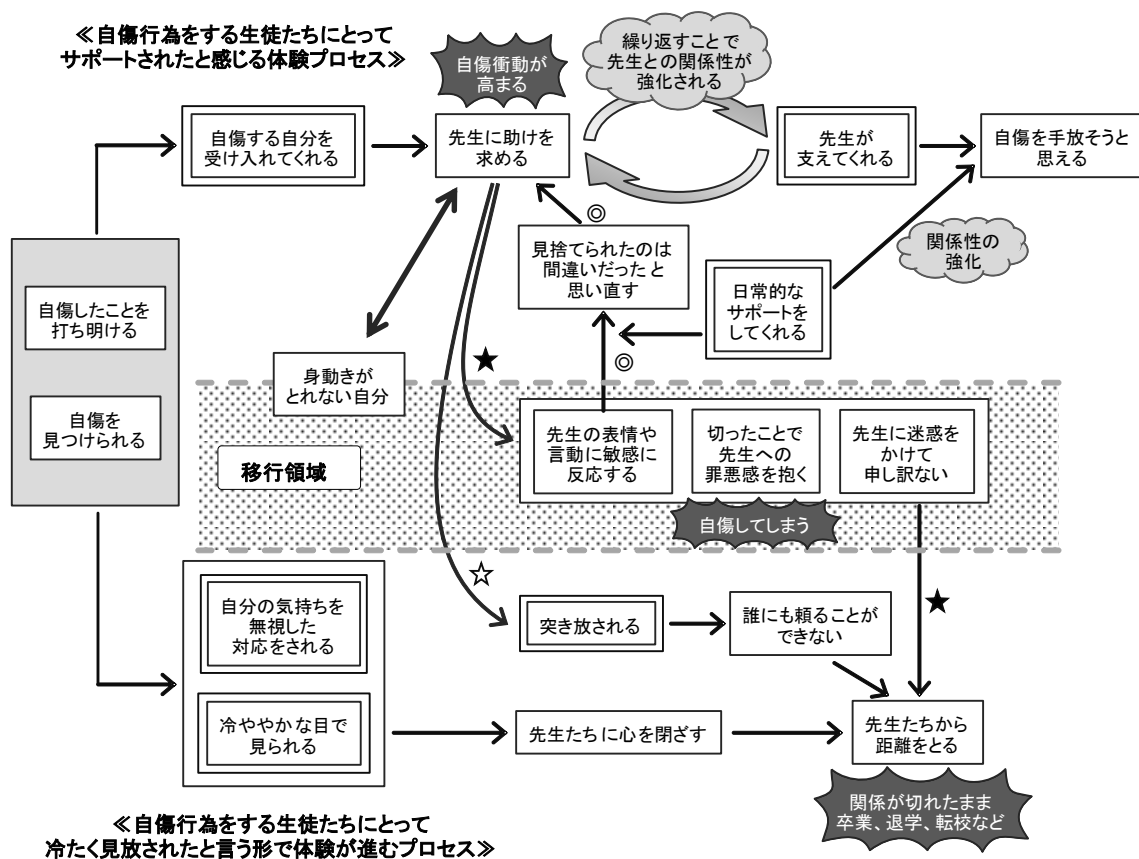 ≪自傷行為をする生徒たちにとって
サポートされたと感じる体験プロセス≫
自傷衝動が
高まる
繰り返すことで
先生との関係性が
強化される
自傷する自分を
受け入れてくれる
先生に助けを
求める
先生が
支えてくれる
自傷を手放そうと
思える
◎
見捨てられたのは
間違いだったと
思い直す
関係性の
強化
日常的な
サポートを
してくれる
自傷したことを
打ち明ける
自傷を
見つけられる
身動きが
とれない自分
★
◎
移行領域
先生の表情や
言動に敏感に
反応する
切ったことで
先生への
罪悪感を抱く
先生に迷惑を
かけて
申し訳ない
自傷してしまう
☆
★
自分の気持ちを
無視した
対応をされる
突き放される
誰にも頼ることが
できない
冷ややかな目で
見られる
先生たちに心を閉ざす
先生たちから
距離をとる
関係が切れたまま
卒業、退学、転校など
≪自傷行為をする生徒たちにとって
冷たく見放されたと言う形で体験が進むプロセス≫